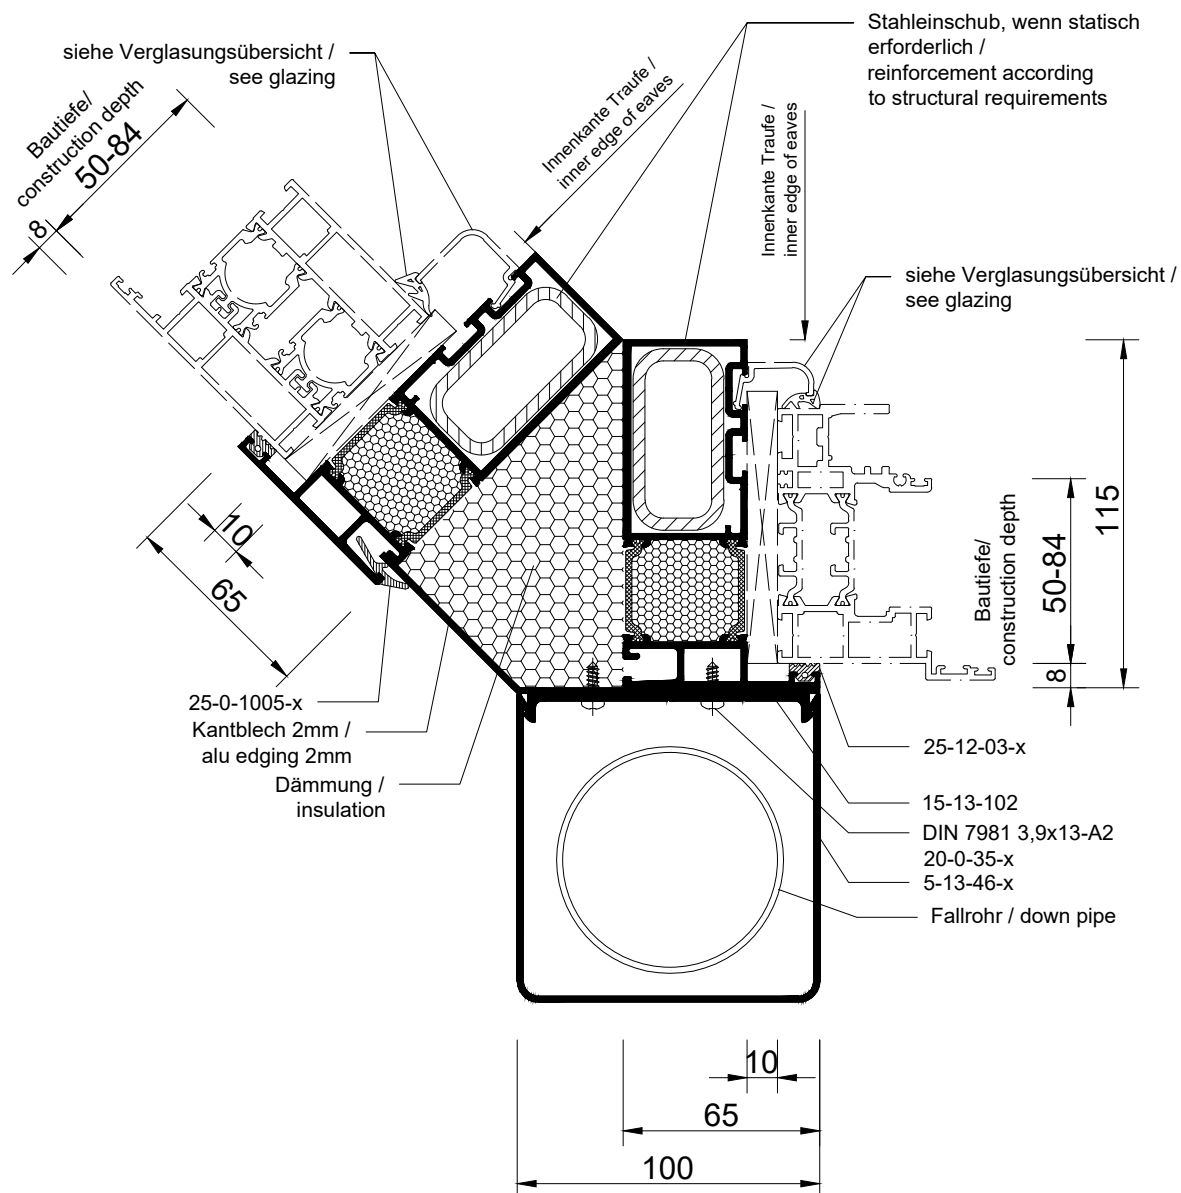 siehe Verglasungsübersicht /
see glazing
Stahleinschub, wenn statisch
erforderlich /
reinforcement according
to structural requirements
Bautiefe/
construction depth
50-84
8
Innenkante Traufe /
inner edge of eaves
Innenkante Traufe /
inner edge of eaves
siehe Verglasungsübersicht /
see glazing
115
Bautiefe/
construction depth
50-84
8
10
65
25-0-1005-x
Kantblech 2mm /
alu edging 2mm
Dämmung /
insulation
25-12-03-x
15-13-102
DIN 7981 3,9x13-A2
20-0-35-x
5-13-46-x
Fallrohr / down pipe
10
65
100